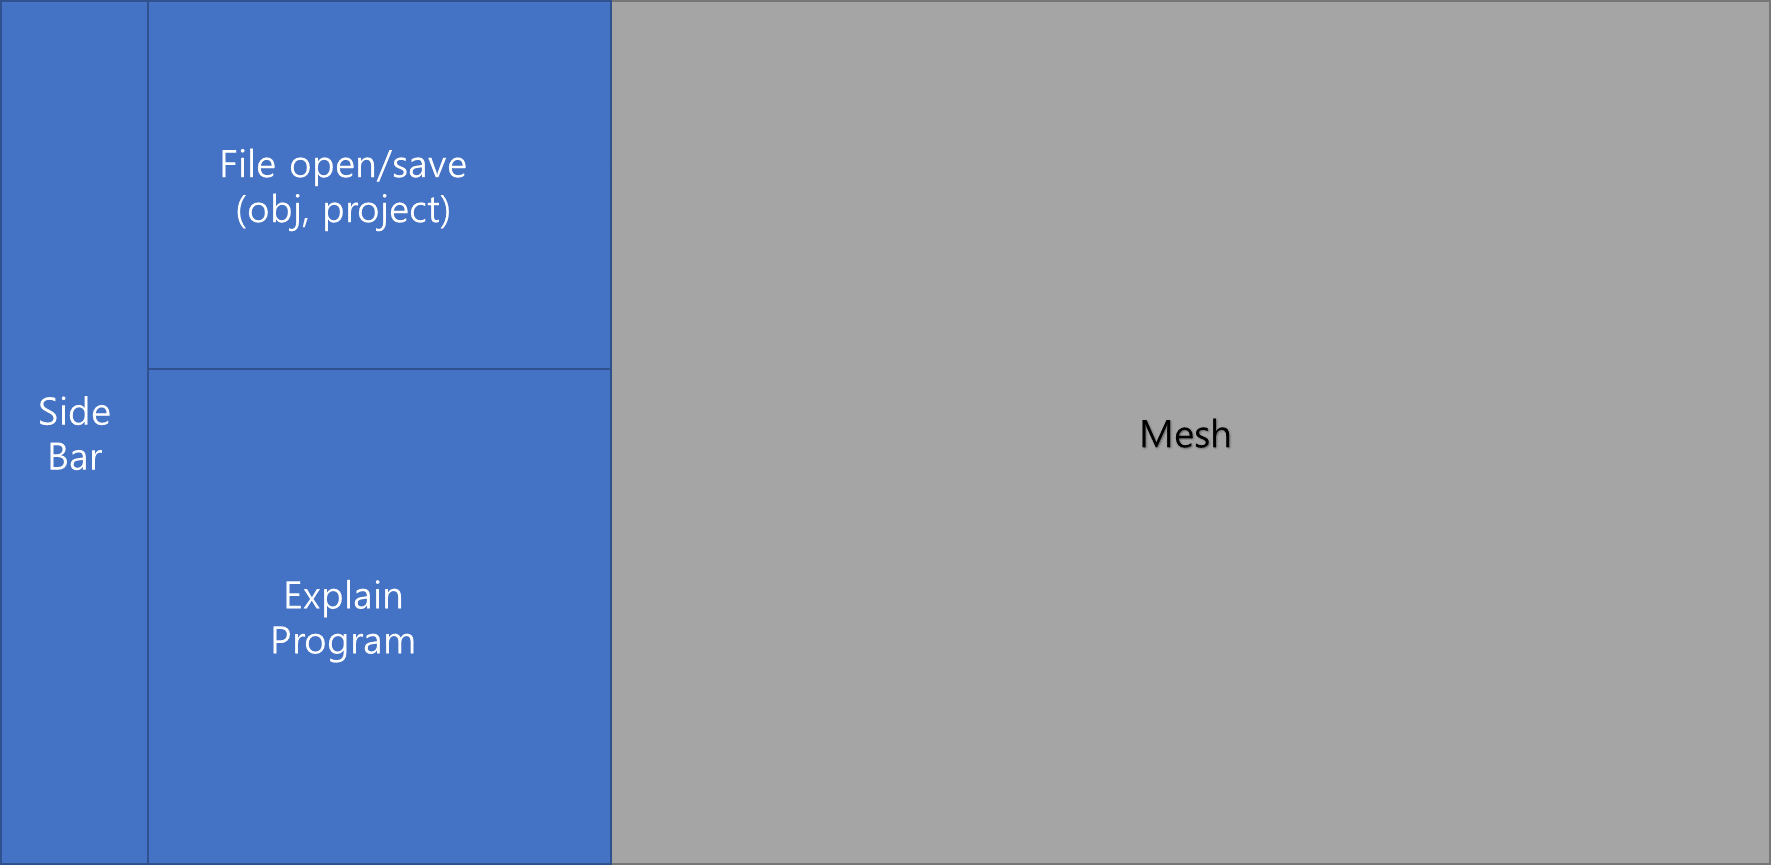 File open/save
(obj, project)
Side
Bar
Mesh
Explain
Program